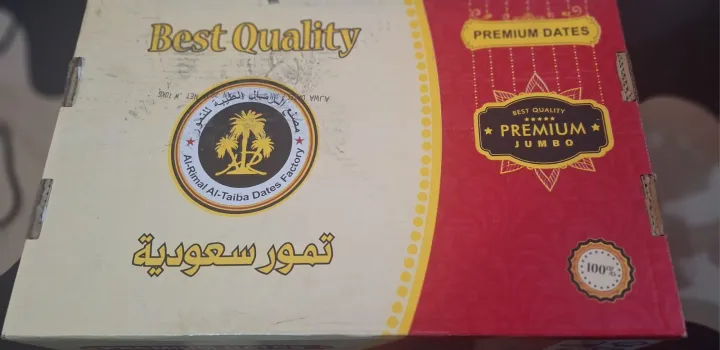 Best Quality
PREMIUM DATES
BEST QUALITY
PREMIUM
JUMBO
مصنع الرمال الطيبة للتمور
Al-Rimal Al-Taiba Dates Factory
تمور سعودية
100%